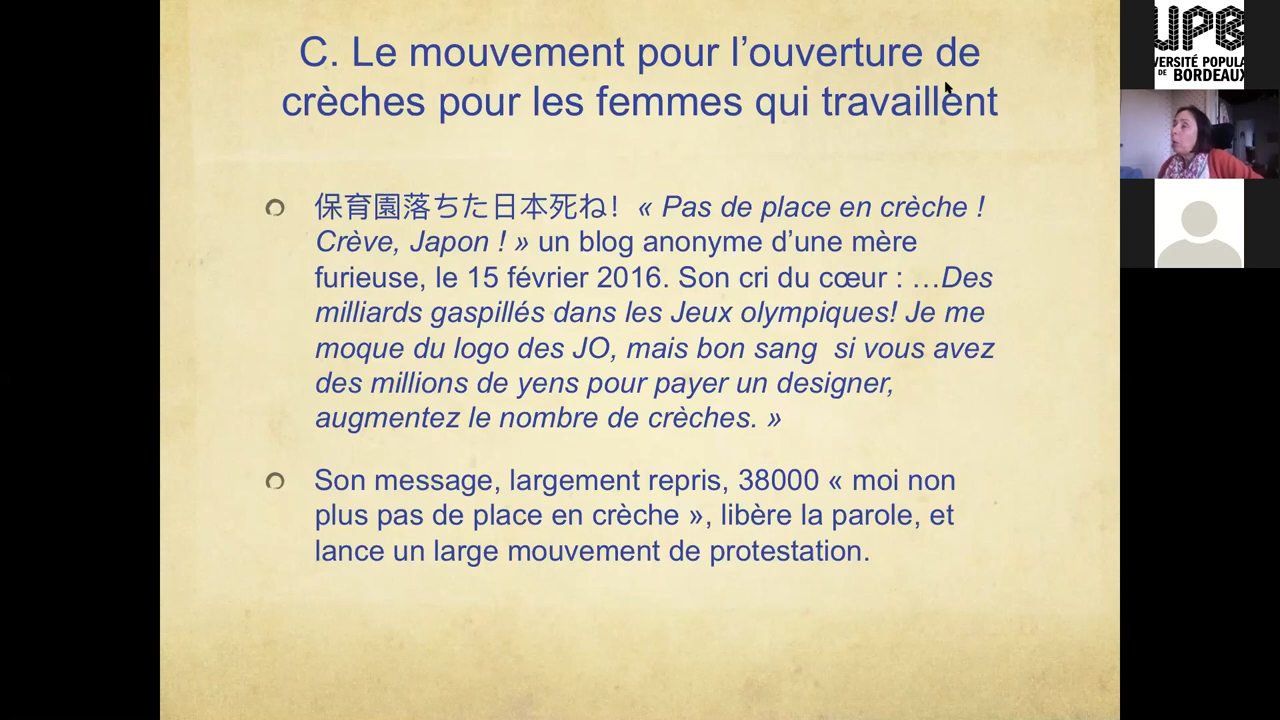 C. Le mouvement pour l’ouverture de
crèches pour les femmes qui travaillent
保育園落ちた日本死ね! « Pas de place en crèche !
Crève, Japon ! » un blog anonyme d’une mère
furieuse, le 15 février 2016. Son cri du cœur : …Des
milliards gaspillés dans les Jeux olympiques! Je me
moque du logo des JO, mais bon sang  si vous avez
des millions de yens pour payer un designer,
augmentez le nombre de crèches. »
Son message, largement repris, 38000 « moi non
plus pas de place en crèche », libère la parole, et
lance un large mouvement de protestation.
UPB
VERSITÉ POPULA
DE BORDEAUX